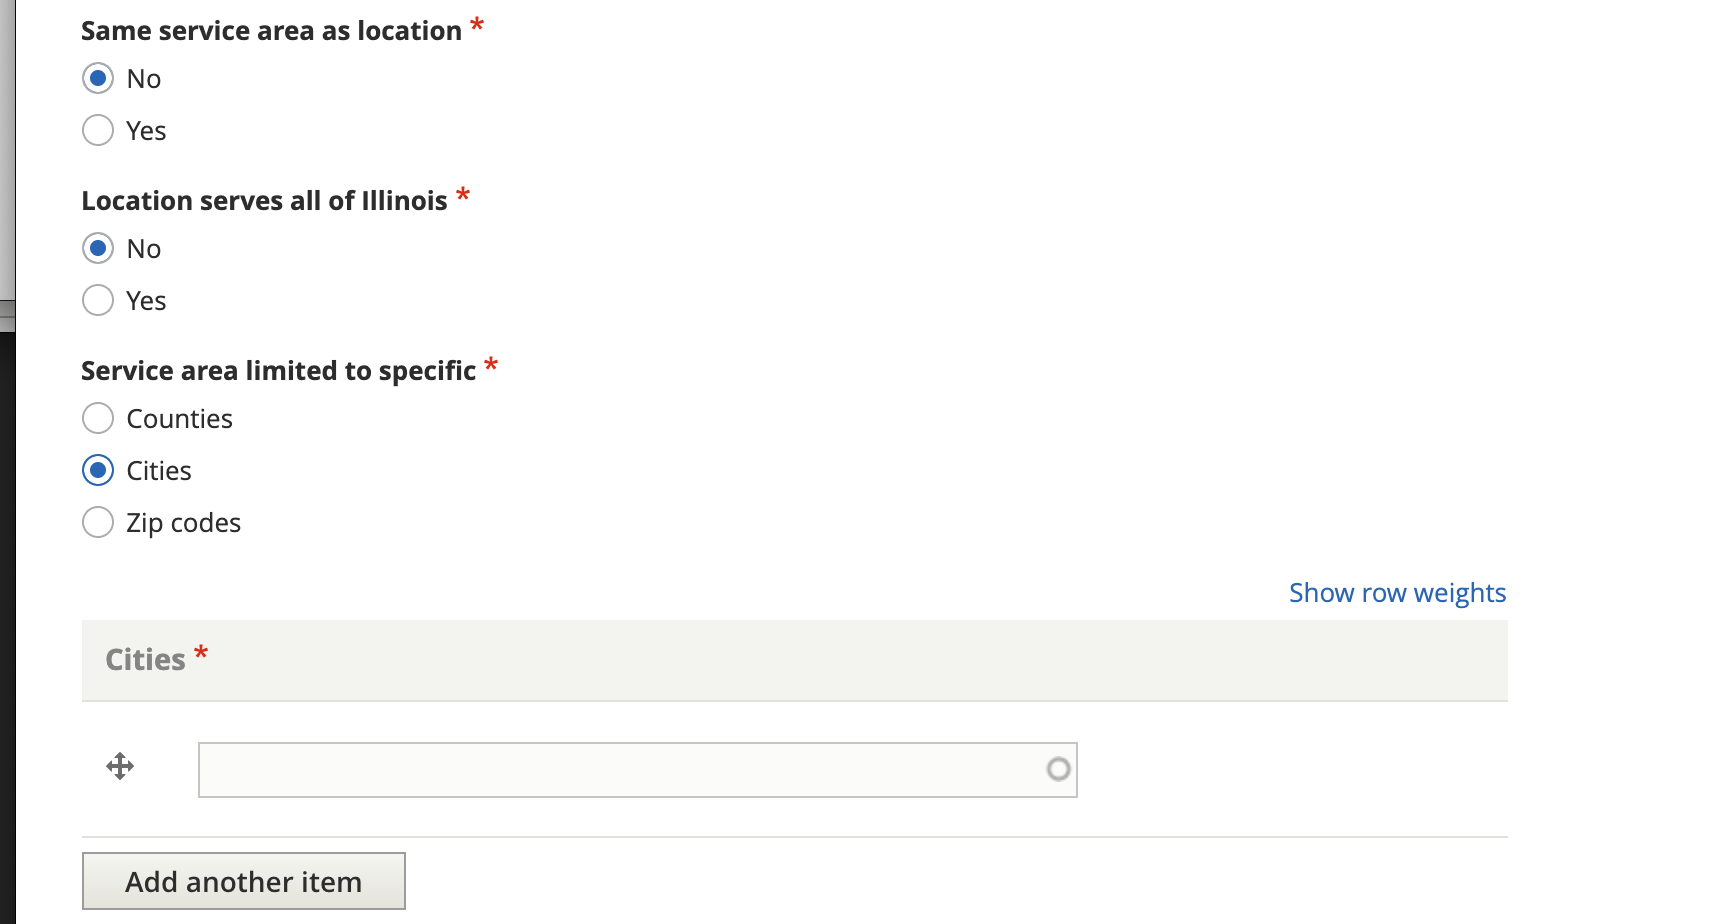 Same service area as location *
No
Yes
Location serves all of Illinois *
No
Yes
Service area limited to specific *
Counties
Cities
Zip codes
Show row weights
Cities *
Add another item